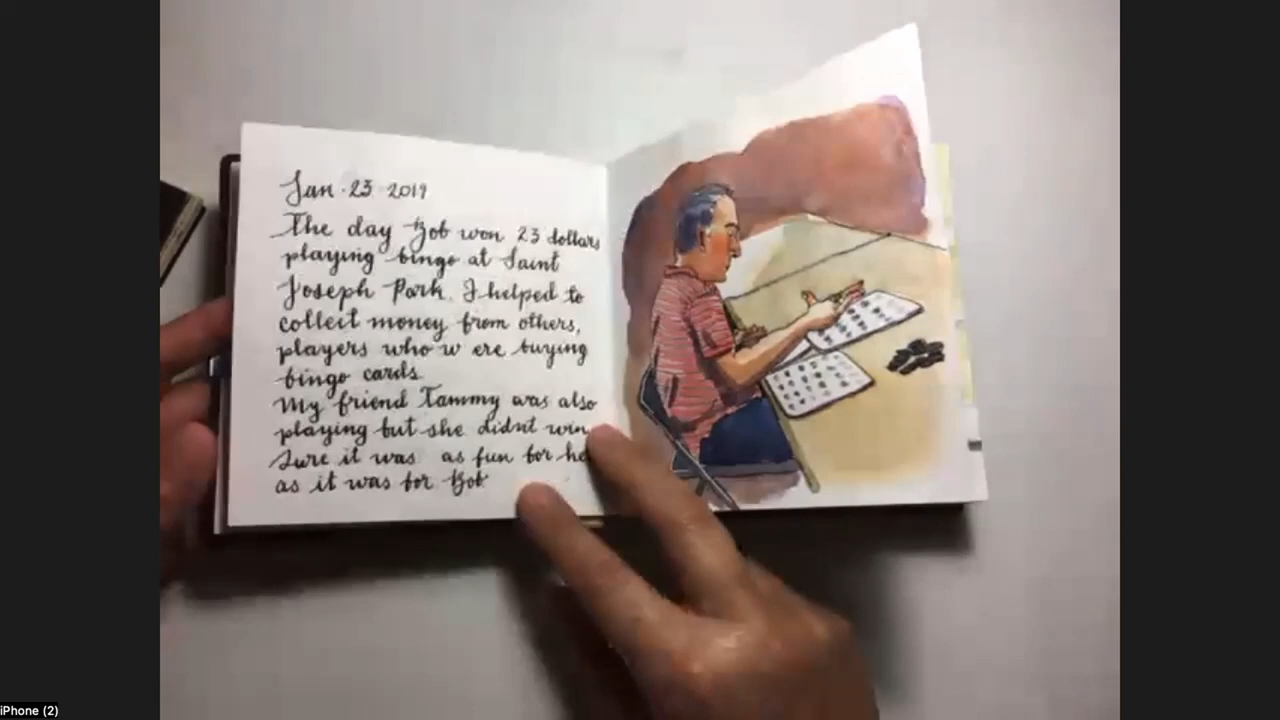 Jan. 23. 2019
The day Bob won 23 dollars
playing bingo at Saint
Joseph Park. I helped to
collect money from others,
players who w ere buying
bingo cards.
My friend Tammy was also
playing but she didn't win
Sure it was as fun for he
as it was for Bob
iPhone (2)